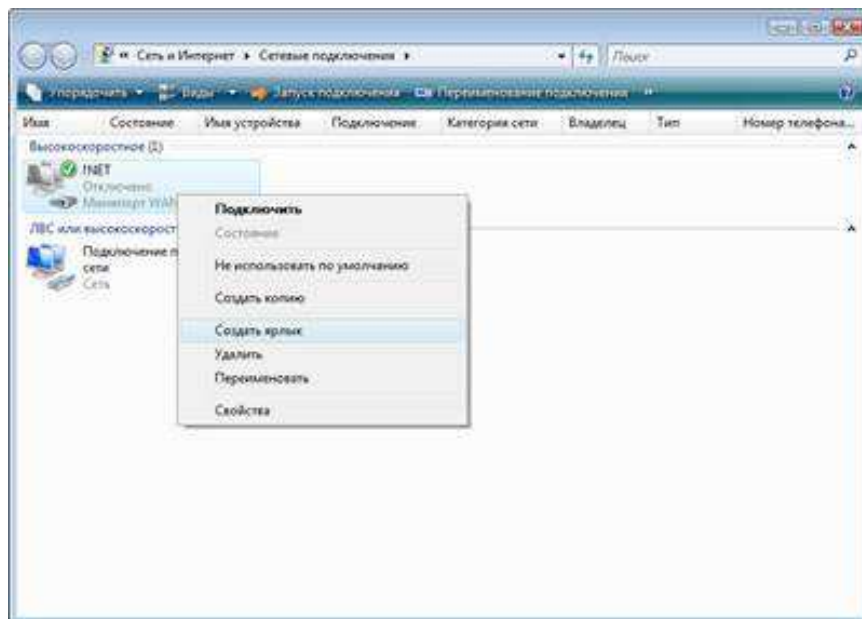 « Сеть и Интернет ▸ Сетевые подключения ▸
Поиск
Упорядочить Виды Запуск подключения Переименование подключения »
Имя Состояние Имя устройства Подключение Категория сети Владелец Тип Номер телефона...
Высокоскоростное (1)
!NET
Отключено
Минипорт WAN
ЛВС или высокоскорост
Подключение п
сети
Сеть
Подключить
Состояние
Не использовать по умолчанию
Создать копию
Создать ярлык
Удалить
Переименовать
Свойства